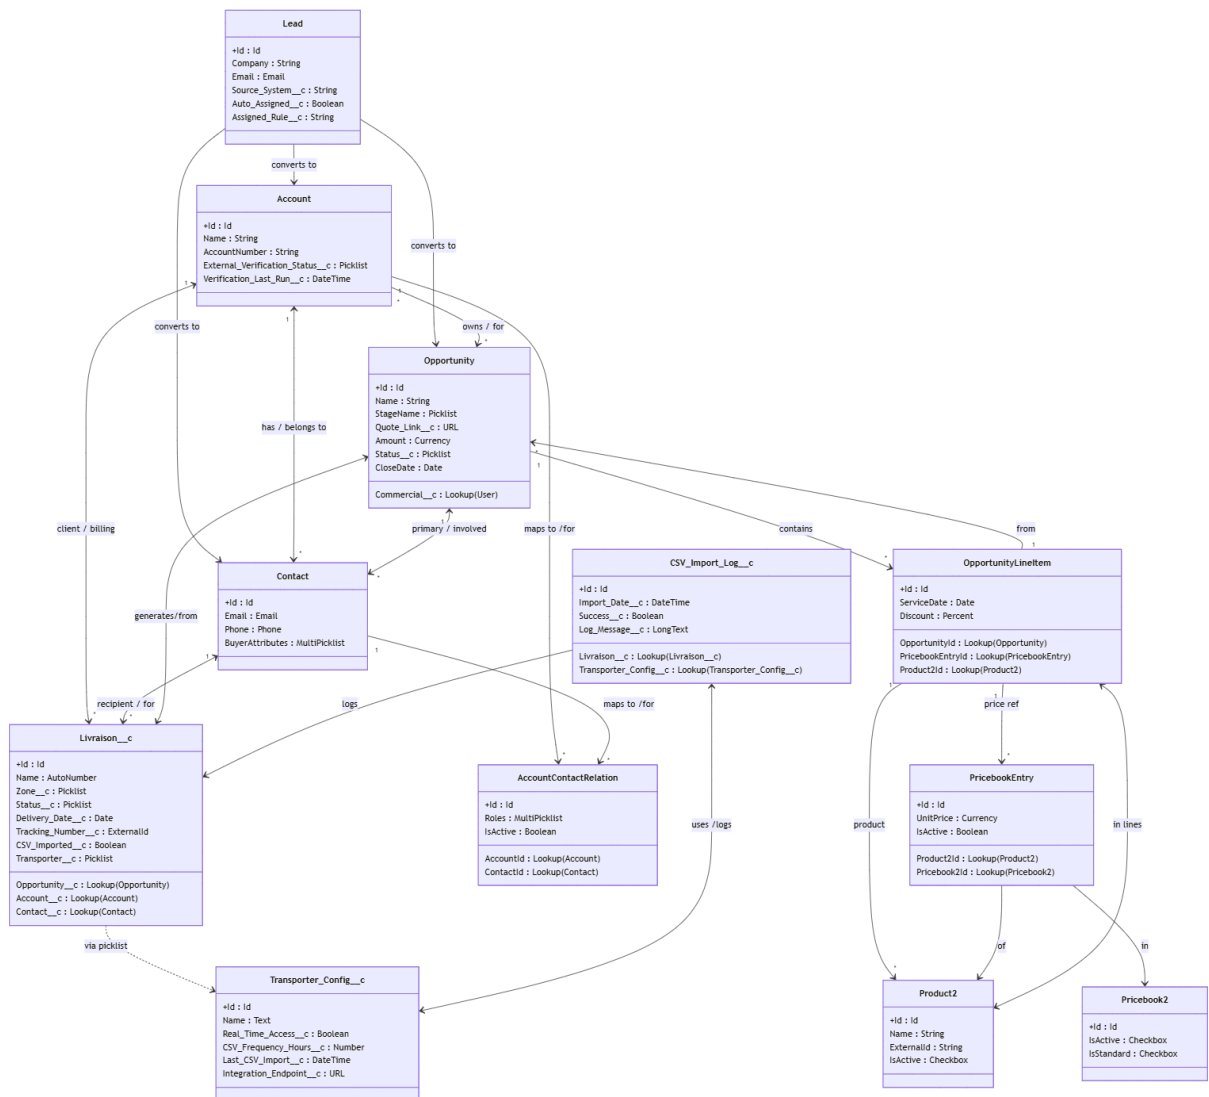 Lead
+Id : Id
Company : String
Email : Email
Source_System__c : String
Auto_Assigned__c : Boolean
Assigned_Rule__c : String
converts to
Account
+Id : Id
Name : String
AccountNumber : String
External_Verification_Status__c : Picklist
Verification_Last_Run__c : DateTime
converts to
1
1
*
1
converts to
owns / for
*
Opportunity
+Id : Id
Name : String
StageName : Picklist
Quote_Link__c : URL
Amount : Currency
Status__c : Picklist
CloseDate : Date
Commercial__c : Lookup(User)
has / belongs to
*
1
client / billing
primary / involved
1
maps to /for
contains
from
1
*
*
*
Contact
+Id : Id
Email : Email
Phone : Phone
BuyerAttributes : MultiPicklist
CSV_Import_Log__c
+Id : Id
Import_Date__c : DateTime
Success__c : Boolean
Log_Message__c : LongText
Livraison__c : Lookup(Livraison__c)
Transporter_Config__c : Lookup(Transporter_Config__c)
OpportunityLineItem
+Id : Id
ServiceDate : Date
Discount : Percent
OpportunityId : Lookup(Opportunity)
PricebookEntryId : Lookup(PricebookEntry)
Product2Id : Lookup(Product2)
generates/from
1
1
1
1
recipient / for
*
*
logs
maps to /for
price ref
*
*
*
Livraison__c
+Id : Id
Name : AutoNumber
Zone__c : Picklist
Status__c : Picklist
Delivery_Date__c : Date
Tracking_Number__c : ExternalId
CSV_Imported__c : Boolean
Transporter__c : Picklist
Opportunity__c : Lookup(Opportunity)
Account__c : Lookup(Account)
Contact__c : Lookup(Contact)
AccountContactRelation
+Id : Id
Roles : MultiPicklist
IsActive : Boolean
AccountId : Lookup(Account)
ContactId : Lookup(Contact)
uses /logs
product
PricebookEntry
+Id : Id
UnitPrice : Currency
IsActive : Boolean
Product2Id : Lookup(Product2)
Pricebook2Id : Lookup(Pricebook2)
in lines
via picklist
of
in
*
Transporter_Config__c
+Id : Id
Name : Text
Real_Time_Access__c : Boolean
CSV_Frequency_Hours__c : Number
Last_CSV_Import__c : DateTime
Integration_Endpoint__c : URL
Product2
+Id : Id
Name : String
ExternalId : String
IsActive : Checkbox
Pricebook2
+Id : Id
IsActive : Checkbox
IsStandard : Checkbox